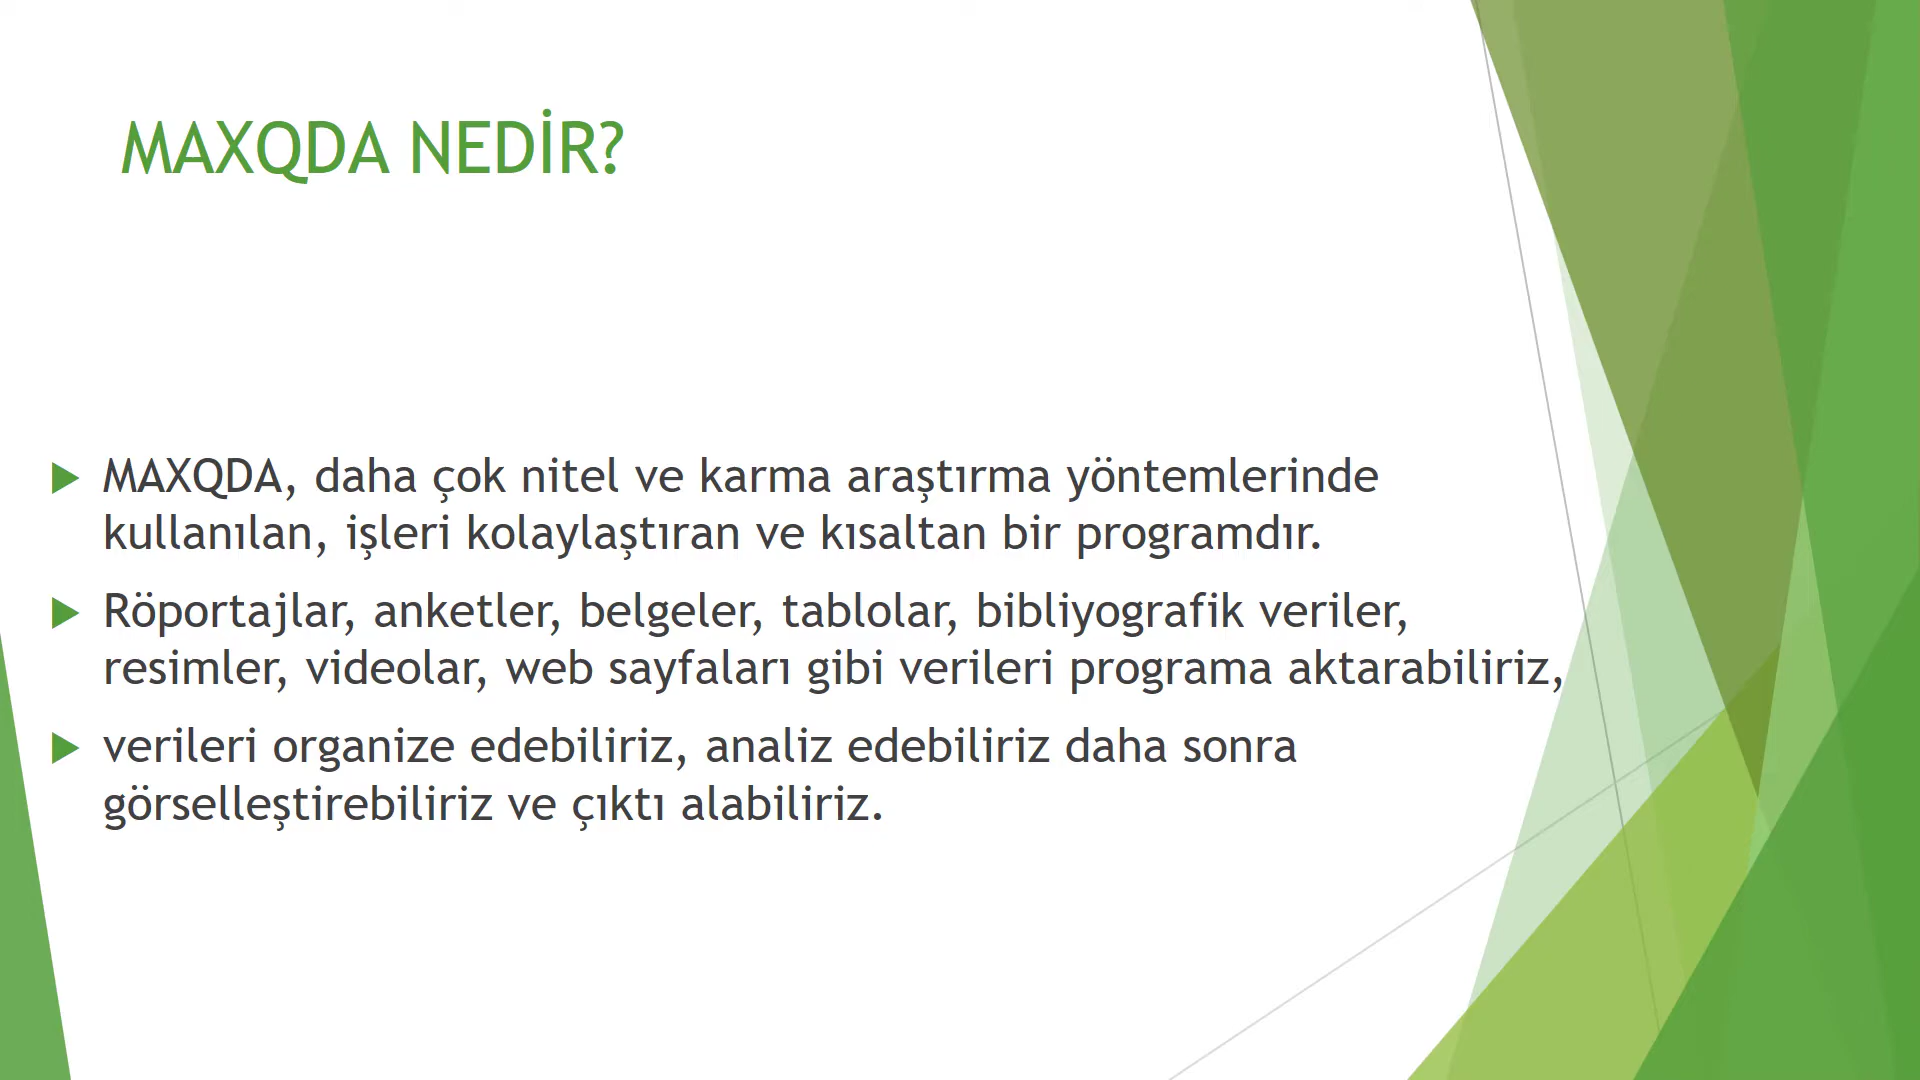 MAXQDA NEDİR?
MAXQDA, daha çok nitel ve karma araştırma yöntemlerinde
kullanılan, işleri kolaylaştıran ve kısaltan bir programdır.
Röportajlar, anketler, belgeler, tablolar, bibliyografik veriler,
resimler, videolar, web sayfaları gibi verileri programa aktarabiliriz,
verileri organize edebiliriz, analiz edebiliriz daha sonra
görselleştirebiliriz ve çıktı alabiliriz.